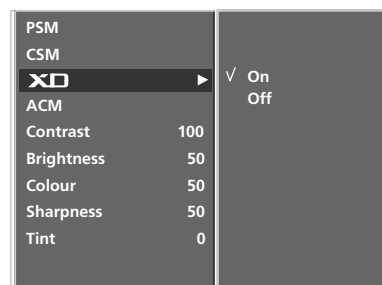 PSM
CSM
XD
ACM
Contrast 100
Brightness 50
Colour 50
Sharpness 50
Tint 0
√ On
Off